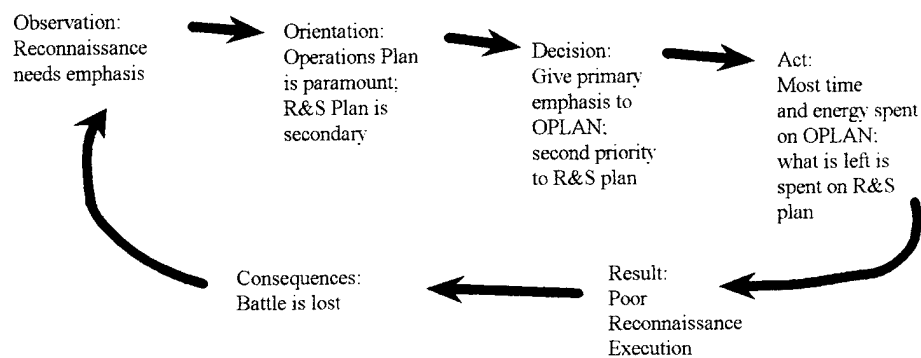 Observation:
Reconnaissance
needs emphasis
Orientation:
Operations Plan
is paramount;
R&S Plan is
secondary
Decision:
Give primary
emphasis to
OPLAN;
second priority
to R&S plan
Act:
Most time
and energy spent
on OPLAN;
what is left is
spent on R&S
plan
Result:
Poor
Reconnaissance
Execution
Consequences:
Battle is lost